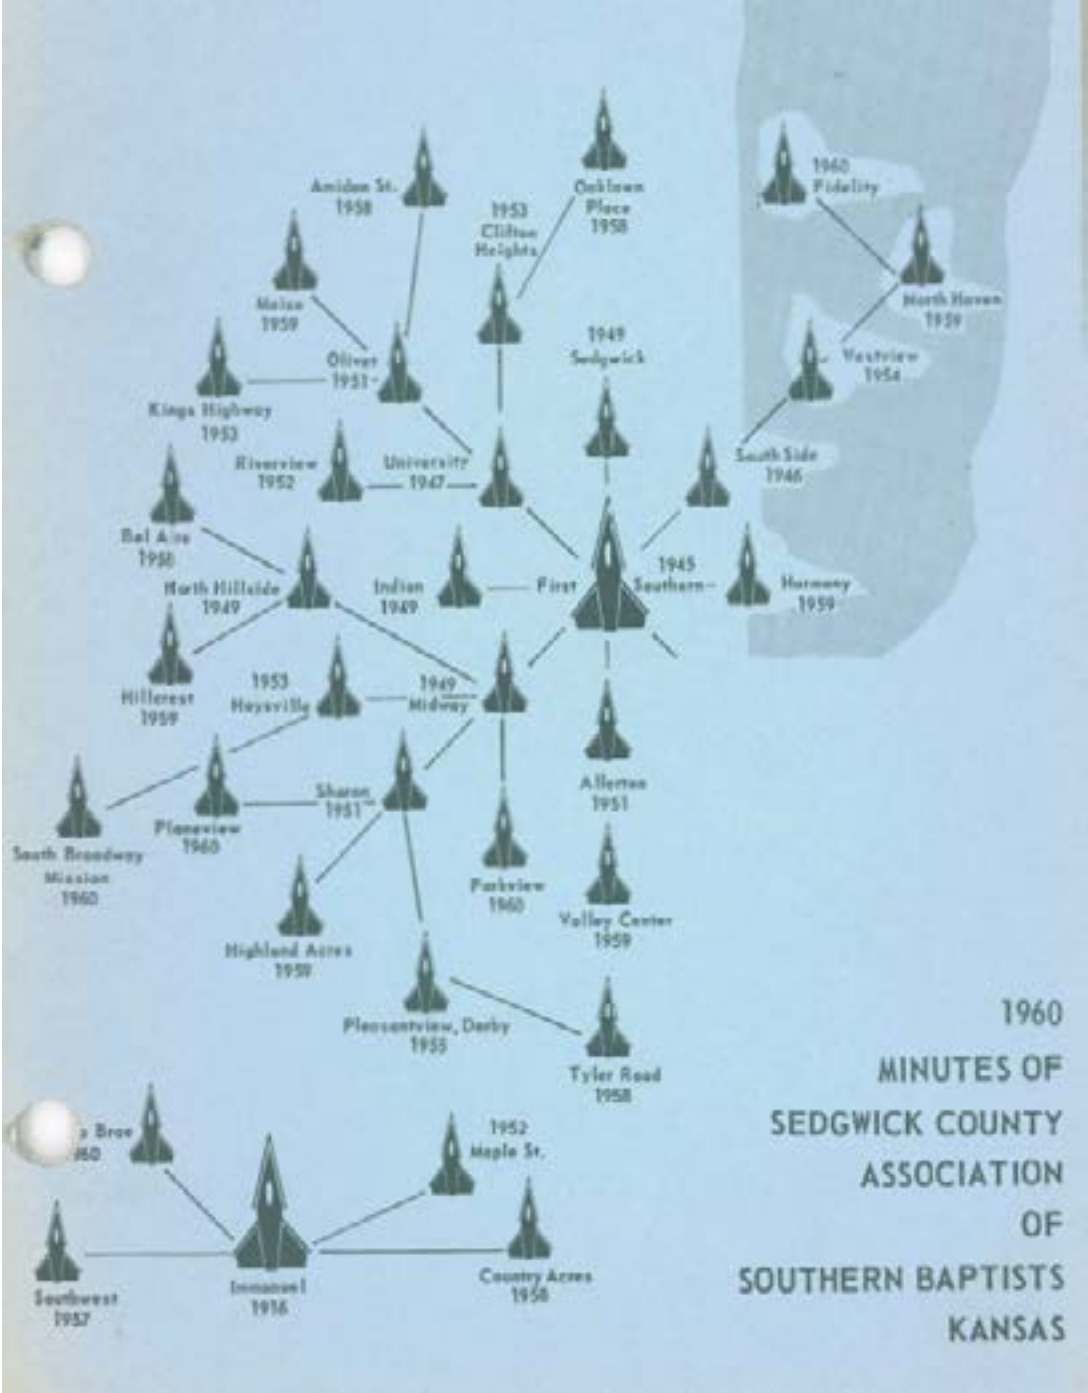 Amidon St.
1958
Oaklawn
Place
1958
1960
Fidelity
1953
Clifton
Heights
North Haven
1959
Maize
1959
1949
Sedgwick
Oliver
1951
Westview
1954
Kings Highway
1953
Riverview
1952
University
1947
South Side
1946
Bel Aire
1958
North Hillside
1949
Indian
1949
First
1945
Southern
Harmony
1959
Hillcrest
1959
1953
Haysville
1949
Midway
Allerton
1951
Sharon
1951
Planeview
1960
South Broadway
Mission
1960
Parkview
1960
Valley Center
1959
Highland Acres
1959
Pleasantview, Derby
1955
Tyler Road
1958
Brae
1952
Maple St.
Southwest
1957
Immanuel
Country Acres
1958
1960
MINUTES OF
SEDGWICK COUNTY
ASSOCIATION
OF
SOUTHERN BAPTISTS
KANSAS